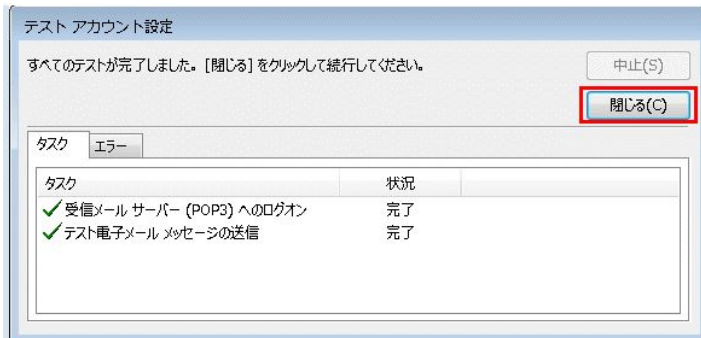 テスト アカウント設定
すべてのテストが完了しました。[閉じる] をクリックして続行してください。
中止(S)
閉じる(C)
タスク エラー
タスク 状況
受信メール サーバー (POP3) へのログオン 完了
テスト電子メール メッセージの送信 完了